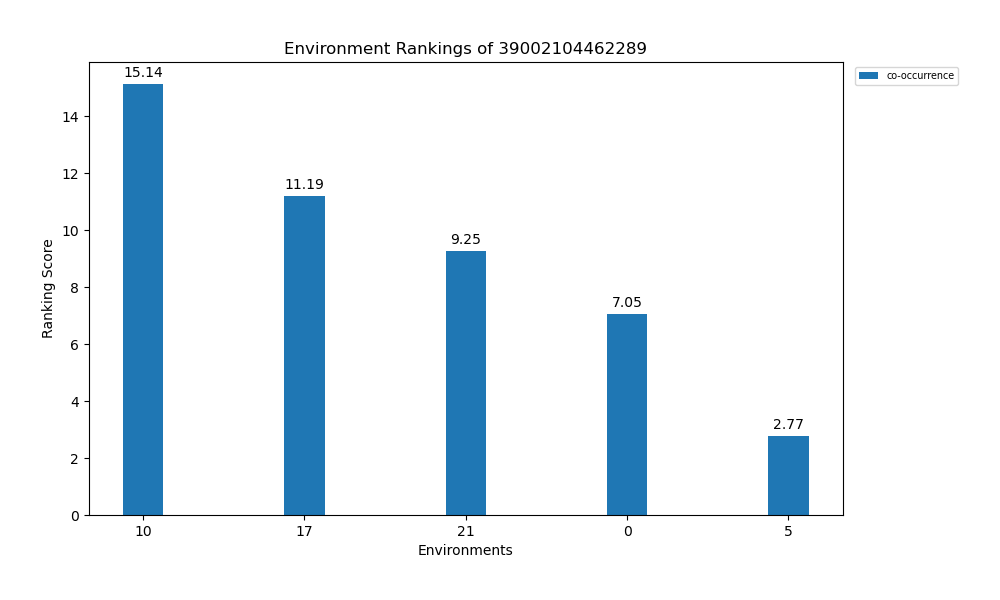 Environment Rankings of 39002104462289
co-occurrence
15.14
11.19
9.25
7.05
2.77
14
12
10
8
6
4
2
0
Ranking Score
10 17 21 0 5
Environments